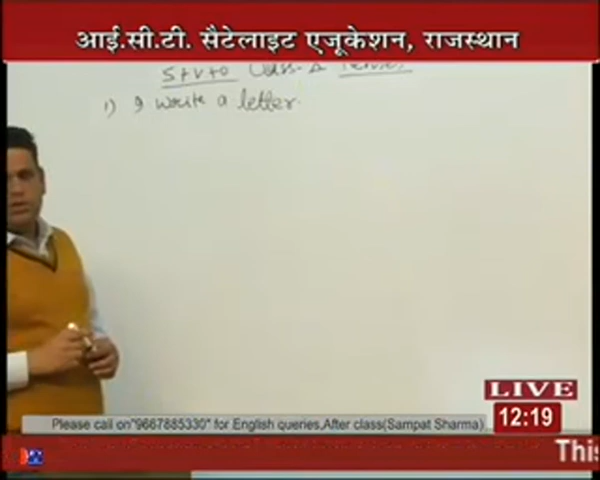 आई.सी.टी. सैटेलाइट एजूकेशन, राजस्थान
S+V+O Class-
1) I write a letter.
LIVE
12:19
Please call on"9667885330" for English queries,After class(Sampat Sharma)
This